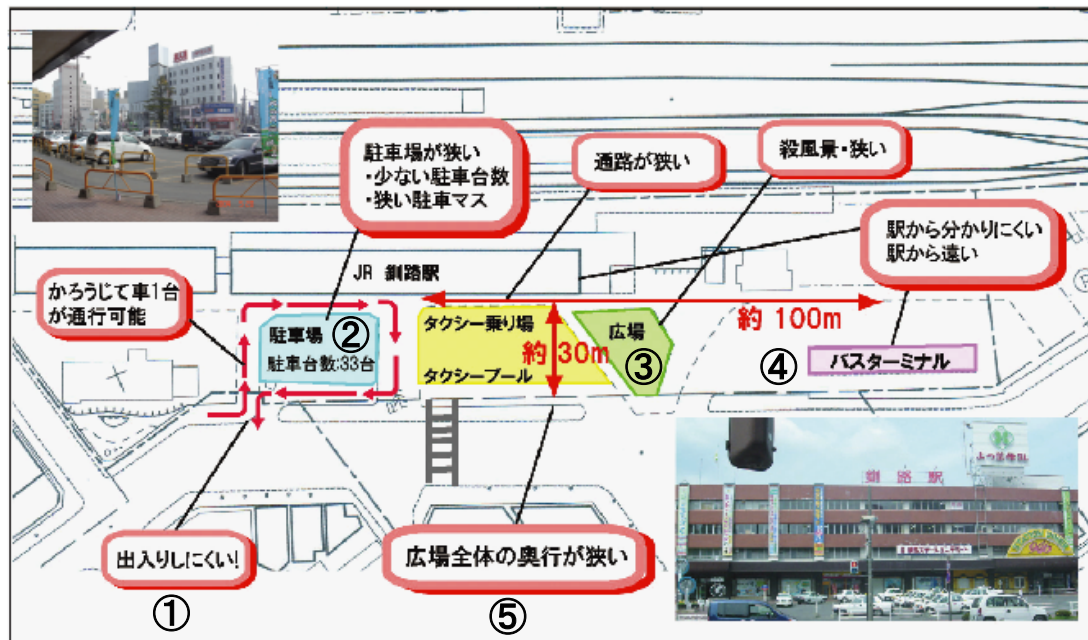 駐車場が狭い
・少ない駐車台数
・狭い駐車マス
通路が狭い
殺風景・狭い
駅から分かりにくい
駅から遠い
かろうじて車1台
が通行可能
JR 釧路駅
駐車場
②
駐車台数:33台
タクシー乗り場
約 30m
タクシープール
広場
③
約 100m
④
バスターミナル
釧路駅
出入りしにくい!
①
広場全体の奥行が狭い
⑤